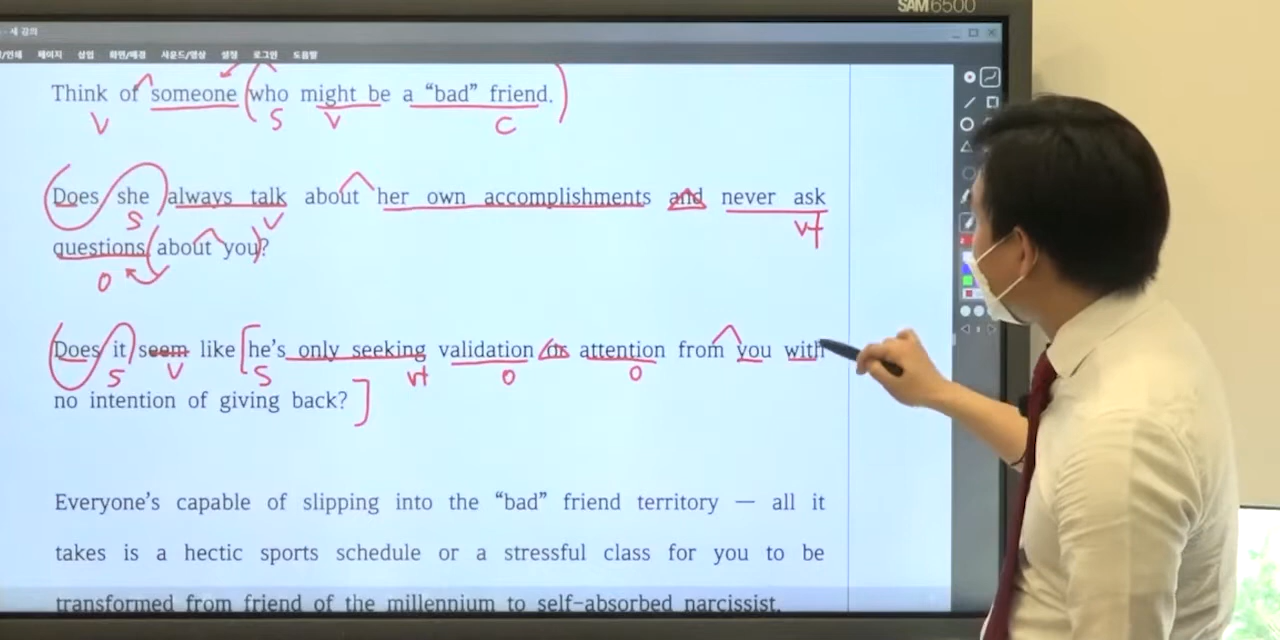 SAM6500
세 강의
/인쇄 페이지 삽입 화면/배경 사운드/영상 설정 로그인 도움말
Think of someone (who might be a “bad” friend.)
V S V C
(Does she) always talk about her own accomplishments and never ask
S V vt
questions (about you)?
O
(Does it) seem like [he's only seeking validation or attention from you with
S V S vt O O
no intention of giving back?]
Everyone's capable of slipping into the “bad” friend territory — all it
takes is a hectic sports schedule or a stressful class for you to be
transformed from friend of the millennium to self-absorbed narcissist.